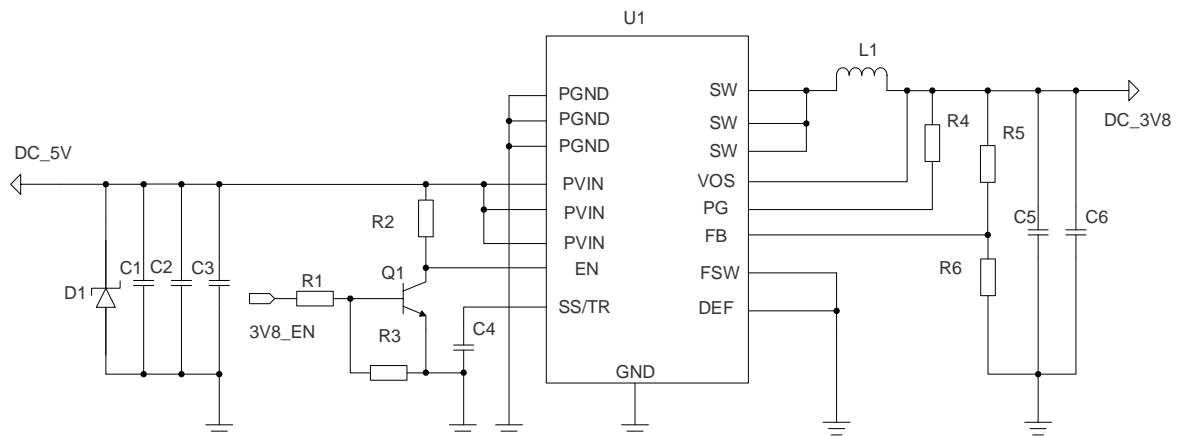 U1
L1
PGND
PGND
PGND
PVIN
PVIN
PVIN
EN
SS/TR
GND
SW
SW
SW
VOS
PG
FB
FSW
DEF
DC_5V
D1
C1
C2
C3
R2
Q1
R1
3V8_EN
R3
C4
R4
R5
R6
C5
C6
DC_3V8